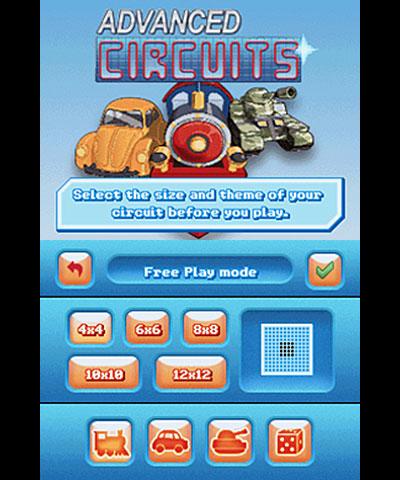 ADVANCED
CIRCUITS
Select the size and theme of your
circuit before you play.
Free Play mode
4x4 6x6 8x8
10x10 12x12